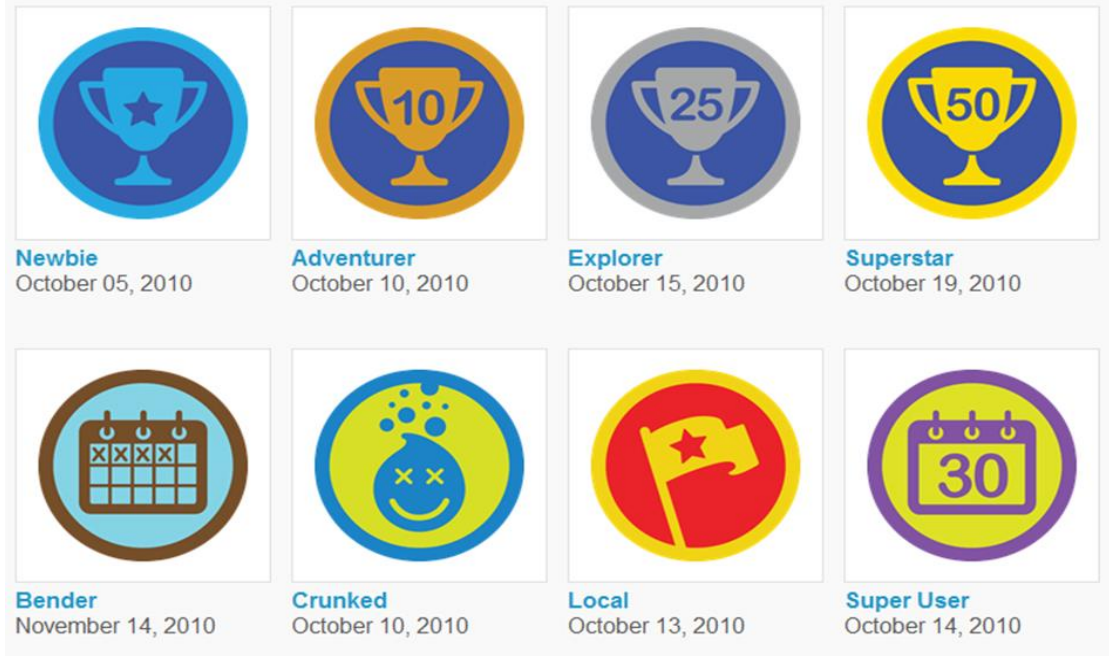 10
25
50
Newbie
October 05, 2010
Adventurer
October 10, 2010
Explorer
October 15, 2010
Superstar
October 19, 2010
XXXX
30
Bender
November 14, 2010
Crunked
October 10, 2010
Local
October 13, 2010
Super User
October 14, 2010